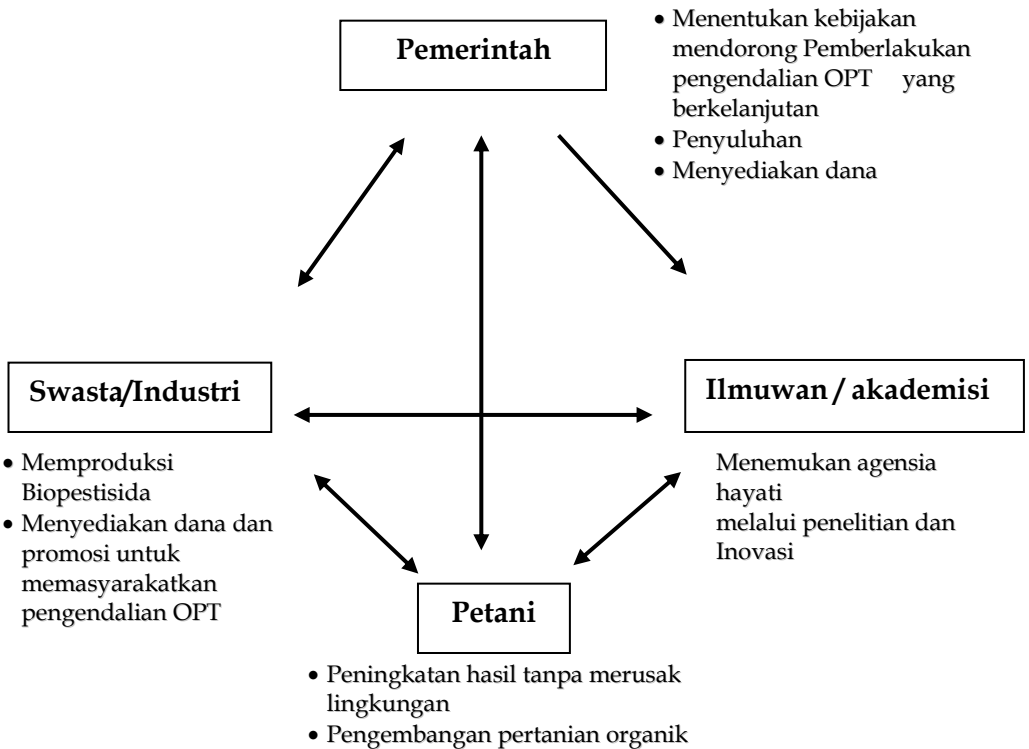 Pemerintah
• Menentukan kebijakan
mendorong Pemberlakukan
pengendalian OPT yang
berkelanjutan
• Penyuluhan
• Menyediakan dana
Swasta/Industri
• Memproduksi
Biopestisida
• Menyediakan dana dan
promosi untuk
memasyarakatkan
pengendalian OPT
Ilmuwan / akademisi
Menemukan agensia
hayati
melalui penelitian dan
Inovasi
Petani
• Peningkatan hasil tanpa merusak
lingkungan
• Pengembangan pertanian organik